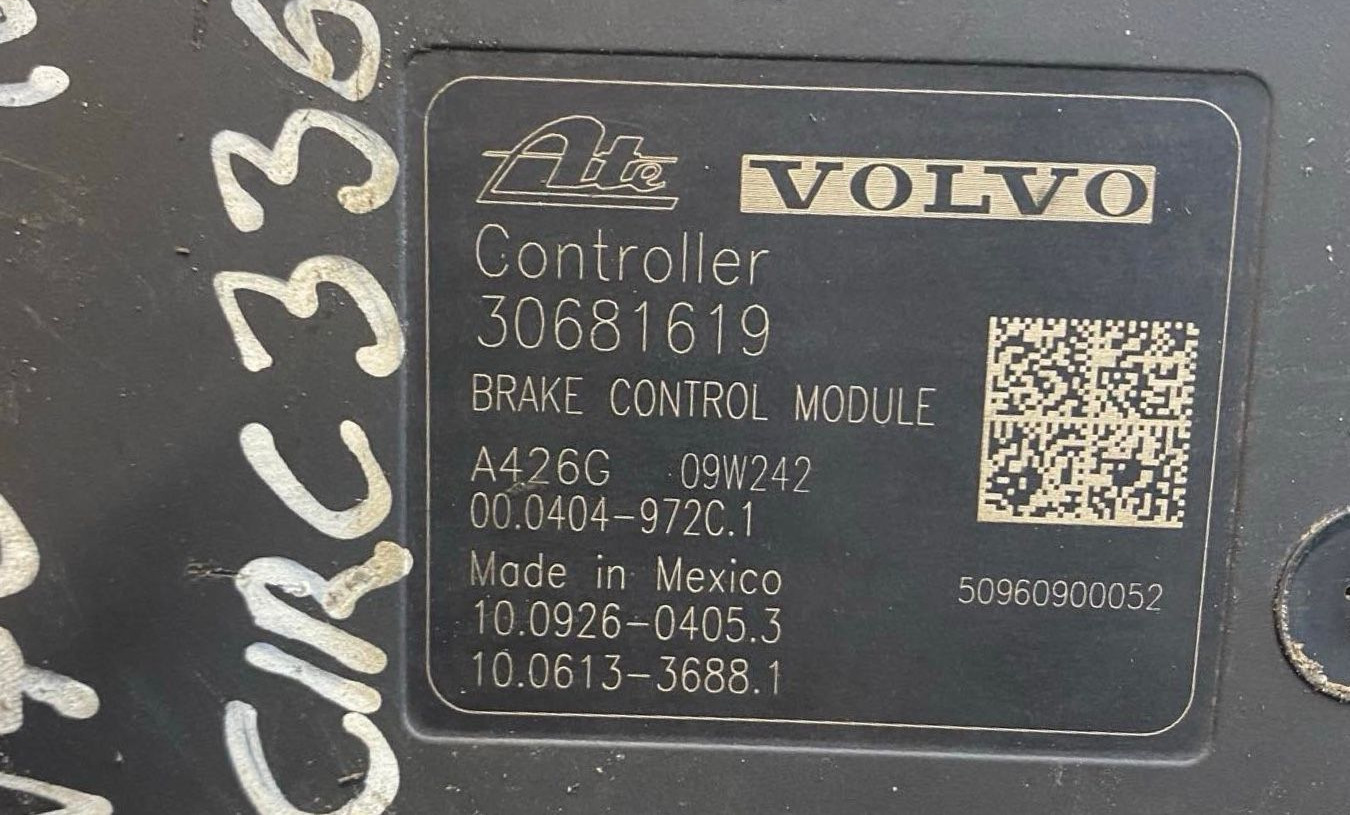 Ate VOLVO
Controller
30681619
BRAKE CONTROL MODULE
A426G 09W242
00.0404-972C.1
Made in Mexico
50960900052
10.0926-0405.3
10.0613-3688.1
CIRC336